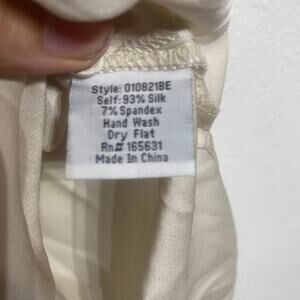 Style: 010821BE
Self: 93% Silk
7% Spandex
Hand Wash
Dry Flat
Rn# 165631
Made In China